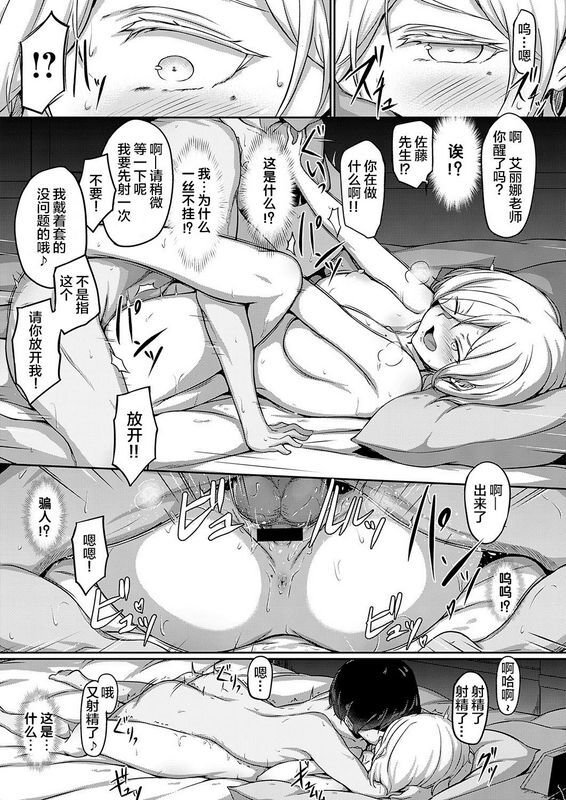 呜…嗯
!?
啊 艾丽娜老师
你醒了吗？
诶!?
佐藤
先生!?
你在做
什么啊!!
这是什么!?
我…为什么
一丝不挂!?
啊—请稍微
等一下呢
我要先射一次
不要！
我戴着套的
没问题的哦♪
不是指
这个
请你放开我！
放开!!
啊—
出来了
呜呜!?
嗯嗯！
骗人!?
啊哈啊~
射精了
射精了…
嗯…
哦
又射精了♪
这是…
什么…